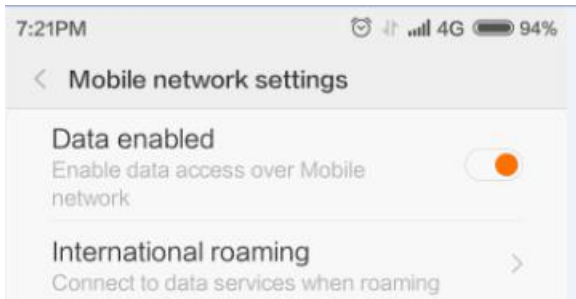 7:21PM 4G 94%
Mobile network settings
Data enabled
Enable data access over Mobile
network
International roaming
Connect to data services when roaming